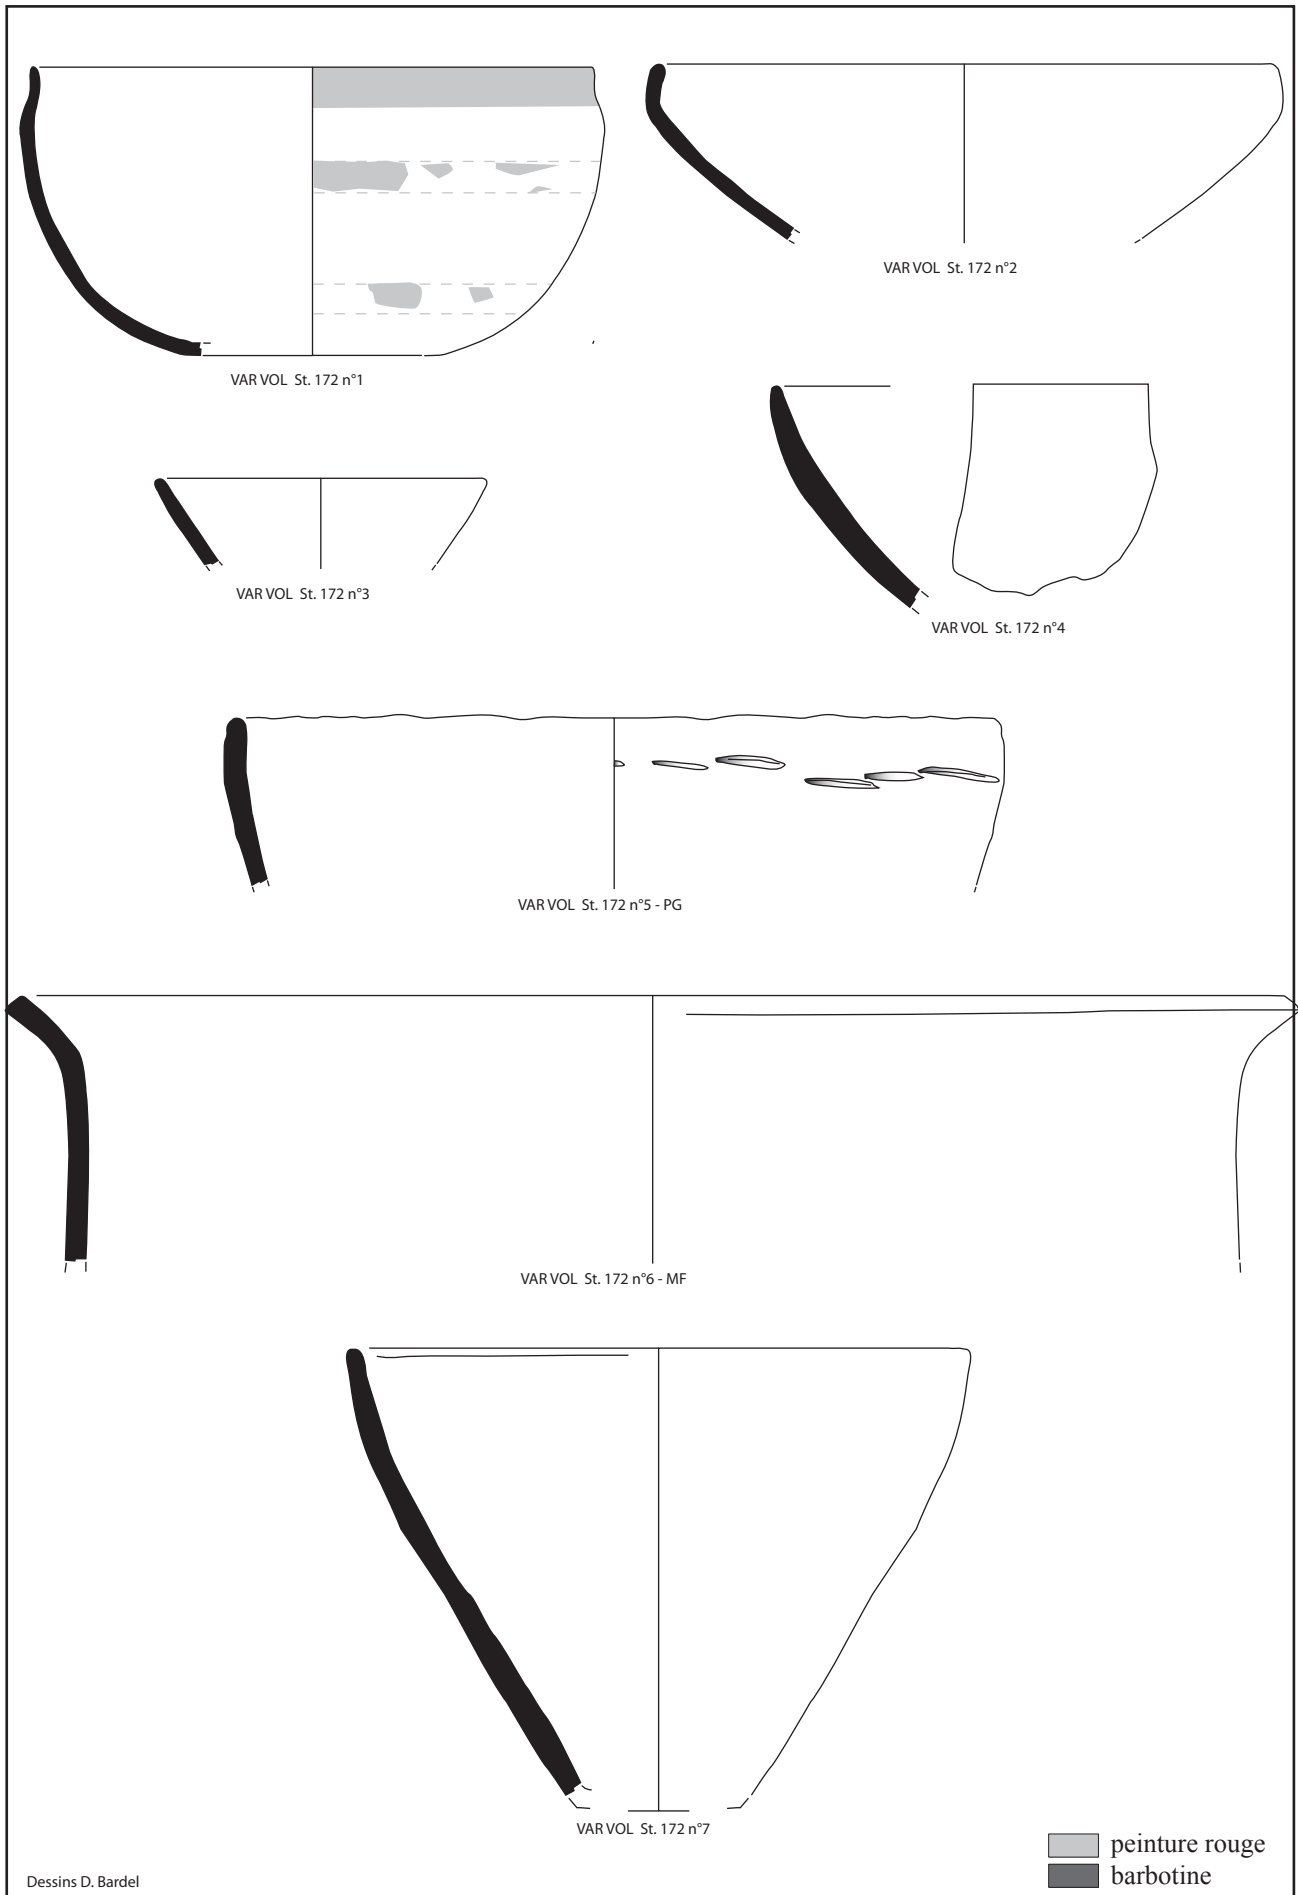 VAR VOL St. 172 n°1
VAR VOL St. 172 n°2
VAR VOL St. 172 n°3
VAR VOL St. 172 n°4
VAR VOL St. 172 n°5 - PG
VAR VOL St. 172 n°6 - MF
VAR VOL St. 172 n°7
peinture rouge
barbotine
Dessins D. Bardel